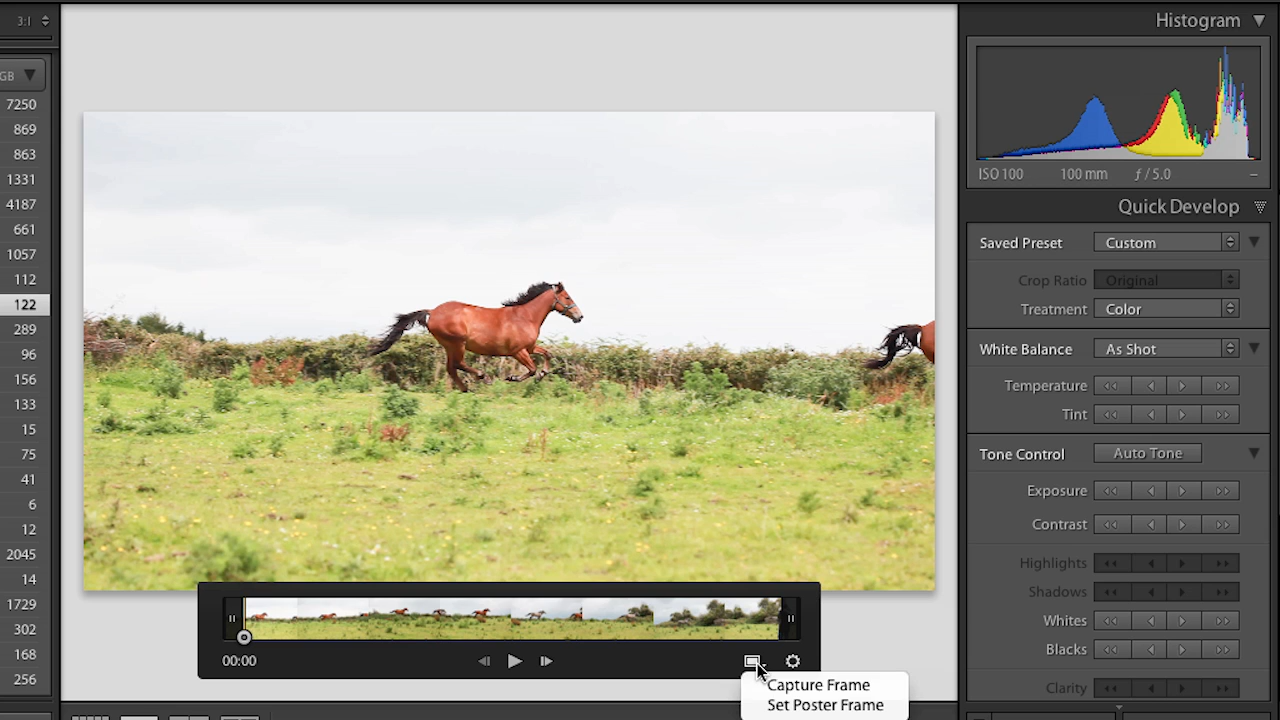 3:1
GB
7250
869
863
1331
4187
661
1057
112
122
289
96
156
133
15
75
41
6
12
2045
14
1729
302
168
256
00:00
Capture Frame
Set Poster Frame
Histogram
ISO 100 100 mm ƒ / 5.0 –
Quick Develop
Saved Preset Custom
Crop Ratio Original
Treatment Color
White Balance As Shot
Temperature
Tint
Tone Control Auto Tone
Exposure
Contrast
Highlights
Shadows
Whites
Blacks
Clarity